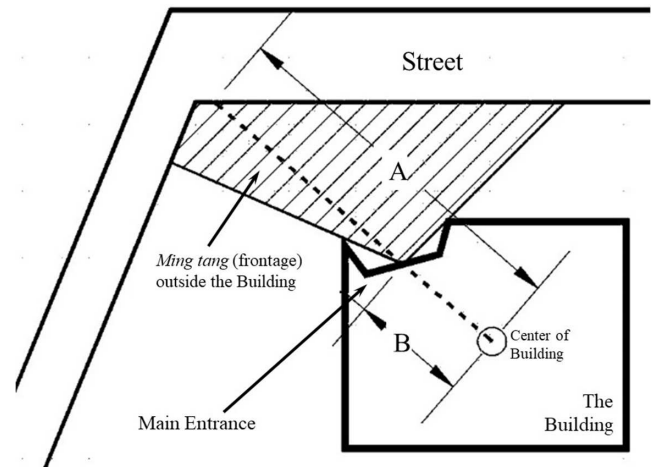 Street
A
Ming tang (frontage)
outside the Building
B
Center of
Building
Main Entrance
The
Building